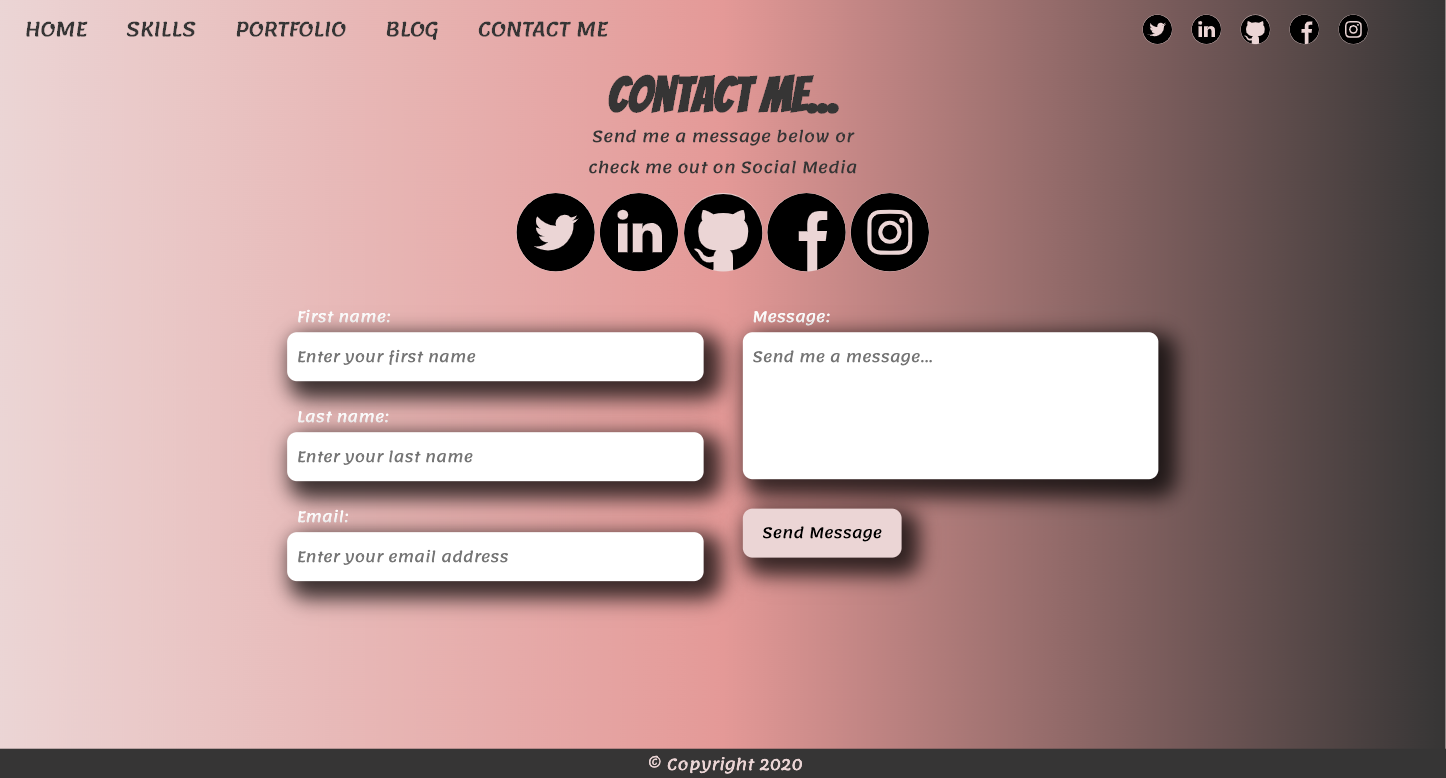 HOME SKILLS PORTFOLIO BLOG CONTACT ME
CONTACT ME...
Send me a message below or
check me out on Social Media
First name:
Enter your first name
Last name:
Enter your last name
Email:
Enter your email address
Message:
Send me a message...
Send Message
© Copyright 2020